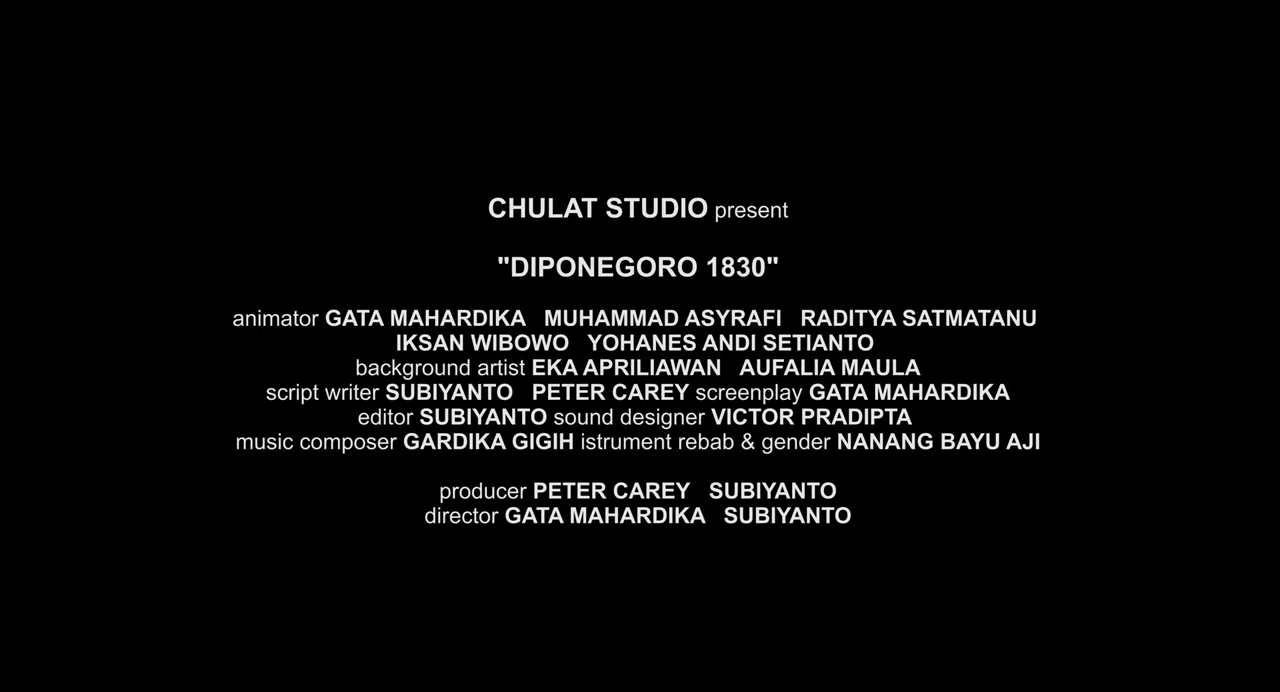 CHULAT STUDIO present
"DIPONEGORO 1830"
animator GATA MAHARDIKA MUHAMMAD ASYRAFI RADITYA SATMATANU
IKSAN WIBOWO YOHANES ANDI SETIANTO
background artist EKA APRILIAWAN AUFALIA MAULA
script writer SUBIYANTO PETER CAREY screenplay GATA MAHARDIKA
editor SUBIYANTO sound designer VICTOR PRADIPTA
music composer GARDIKA GIGIH istrument rebab & gender NANANG BAYU AJI
producer PETER CAREY SUBIYANTO
director GATA MAHARDIKA SUBIYANTO